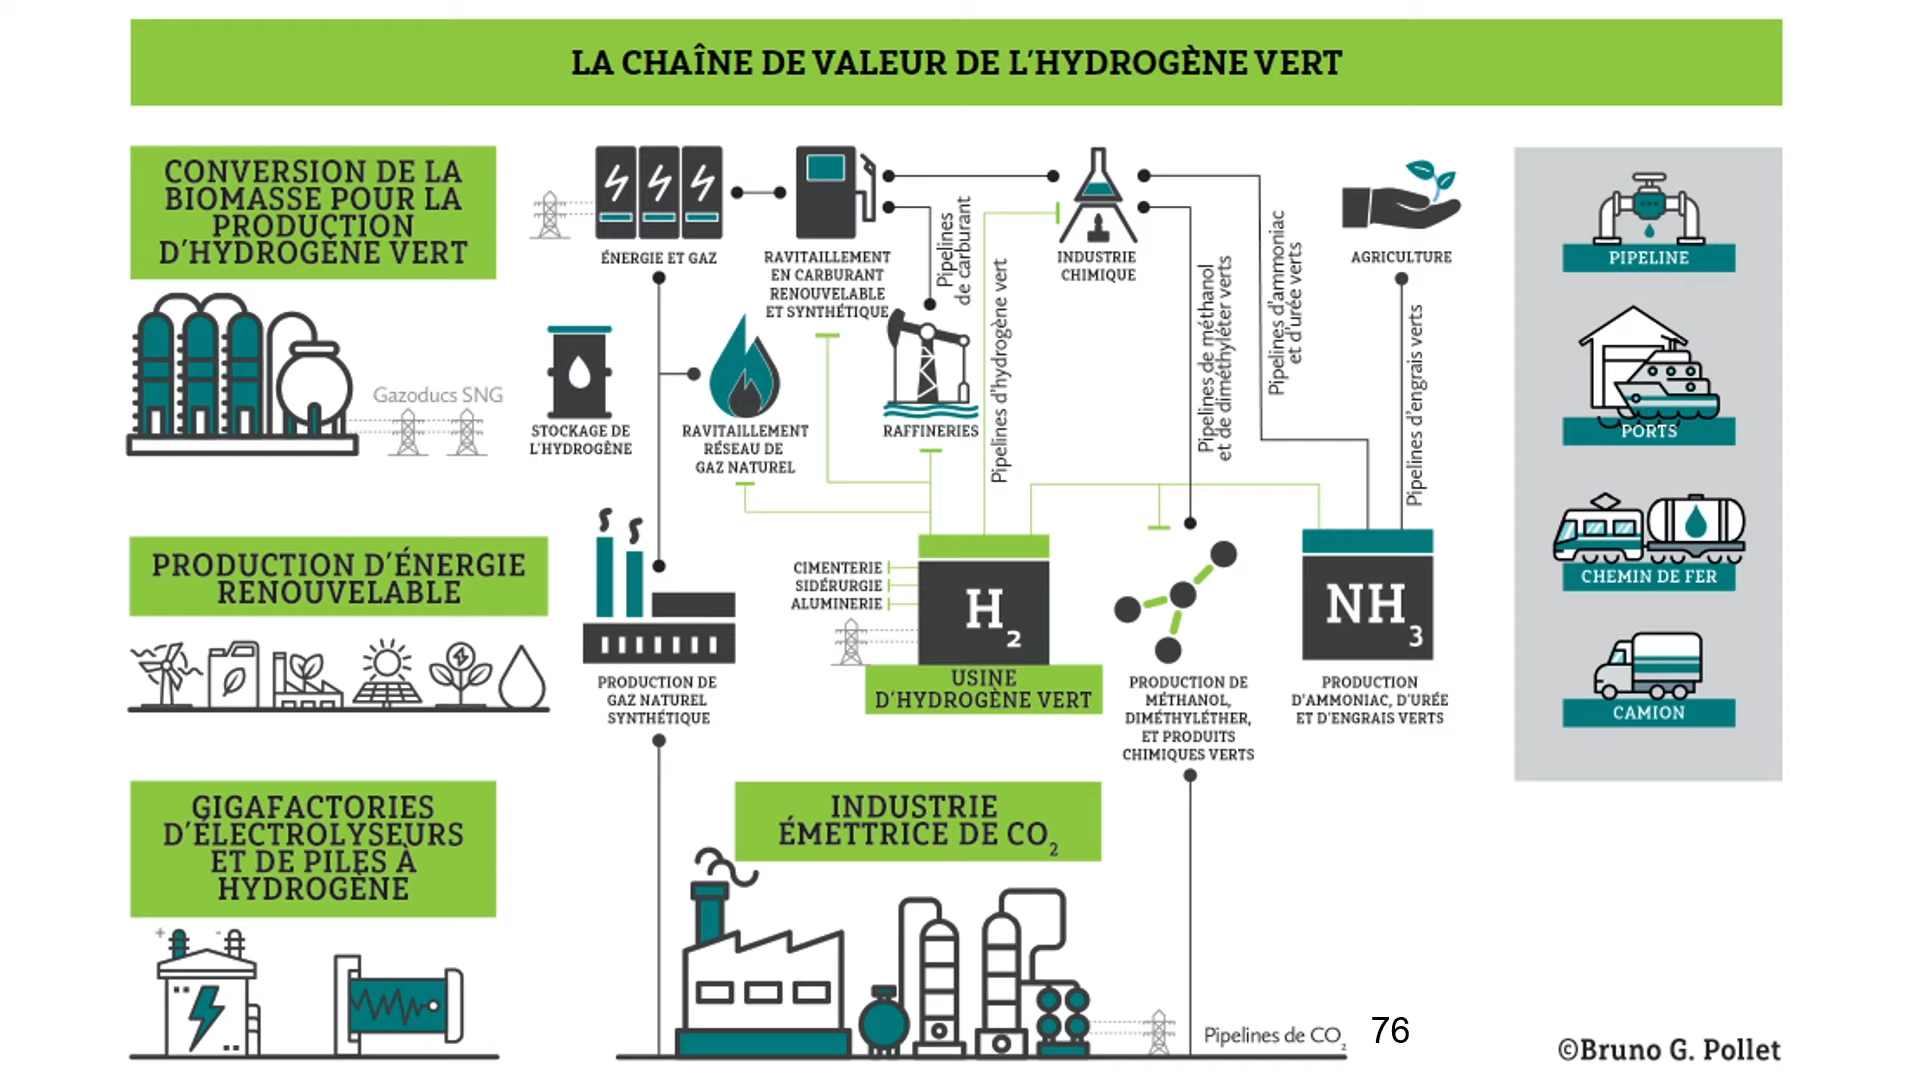 LA CHAÎNE DE VALEUR DE L'HYDROGÈNE VERT
CONVERSION DE LA
BIOMASSE POUR LA
PRODUCTION
D'HYDROGÈNE VERT
Gazoducs SNG
PRODUCTION D'ÉNERGIE
RENOUVELABLE
GIGAFACTORIES
D'ÉLECTROLYSEURS
ET DE PILES À
HYDROGÈNE
+ -
ÉNERGIE ET GAZ
RAVITAILLEMENT
EN CARBURANT
RENOUVELABLE
ET SYNTHÉTIQUE
Pipelines
de carburant
INDUSTRIE
CHIMIQUE
AGRICULTURE
STOCKAGE DE
L'HYDROGÈNE
RAVITAILLEMENT
RÉSEAU DE
GAZ NATUREL
RAFFINERIES
Pipelines d'hydrogène vert
Pipelines de méthanol
et de diméthyléter verts
Pipelines d'ammoniac
et d'urée verts
Pipelines d'engrais verts
CIMENTERIE
SIDÉRURGIE
ALUMINERIE
H2
USINE
D'HYDROGÈNE VERT
NH3
PRODUCTION DE
GAZ NATUREL
SYNTHÉTIQUE
PRODUCTION DE
MÉTHANOL,
DIMÉTHYLÉTHER,
ET PRODUITS
CHIMIQUES VERTS
PRODUCTION
D'AMMONIAC, D'URÉE
ET D'ENGRAIS VERTS
INDUSTRIE
ÉMETTRICE DE CO2
Pipelines de CO2
PIPELINE
PORTS
CHEMIN DE FER
CAMION
76
©Bruno G. Pollet